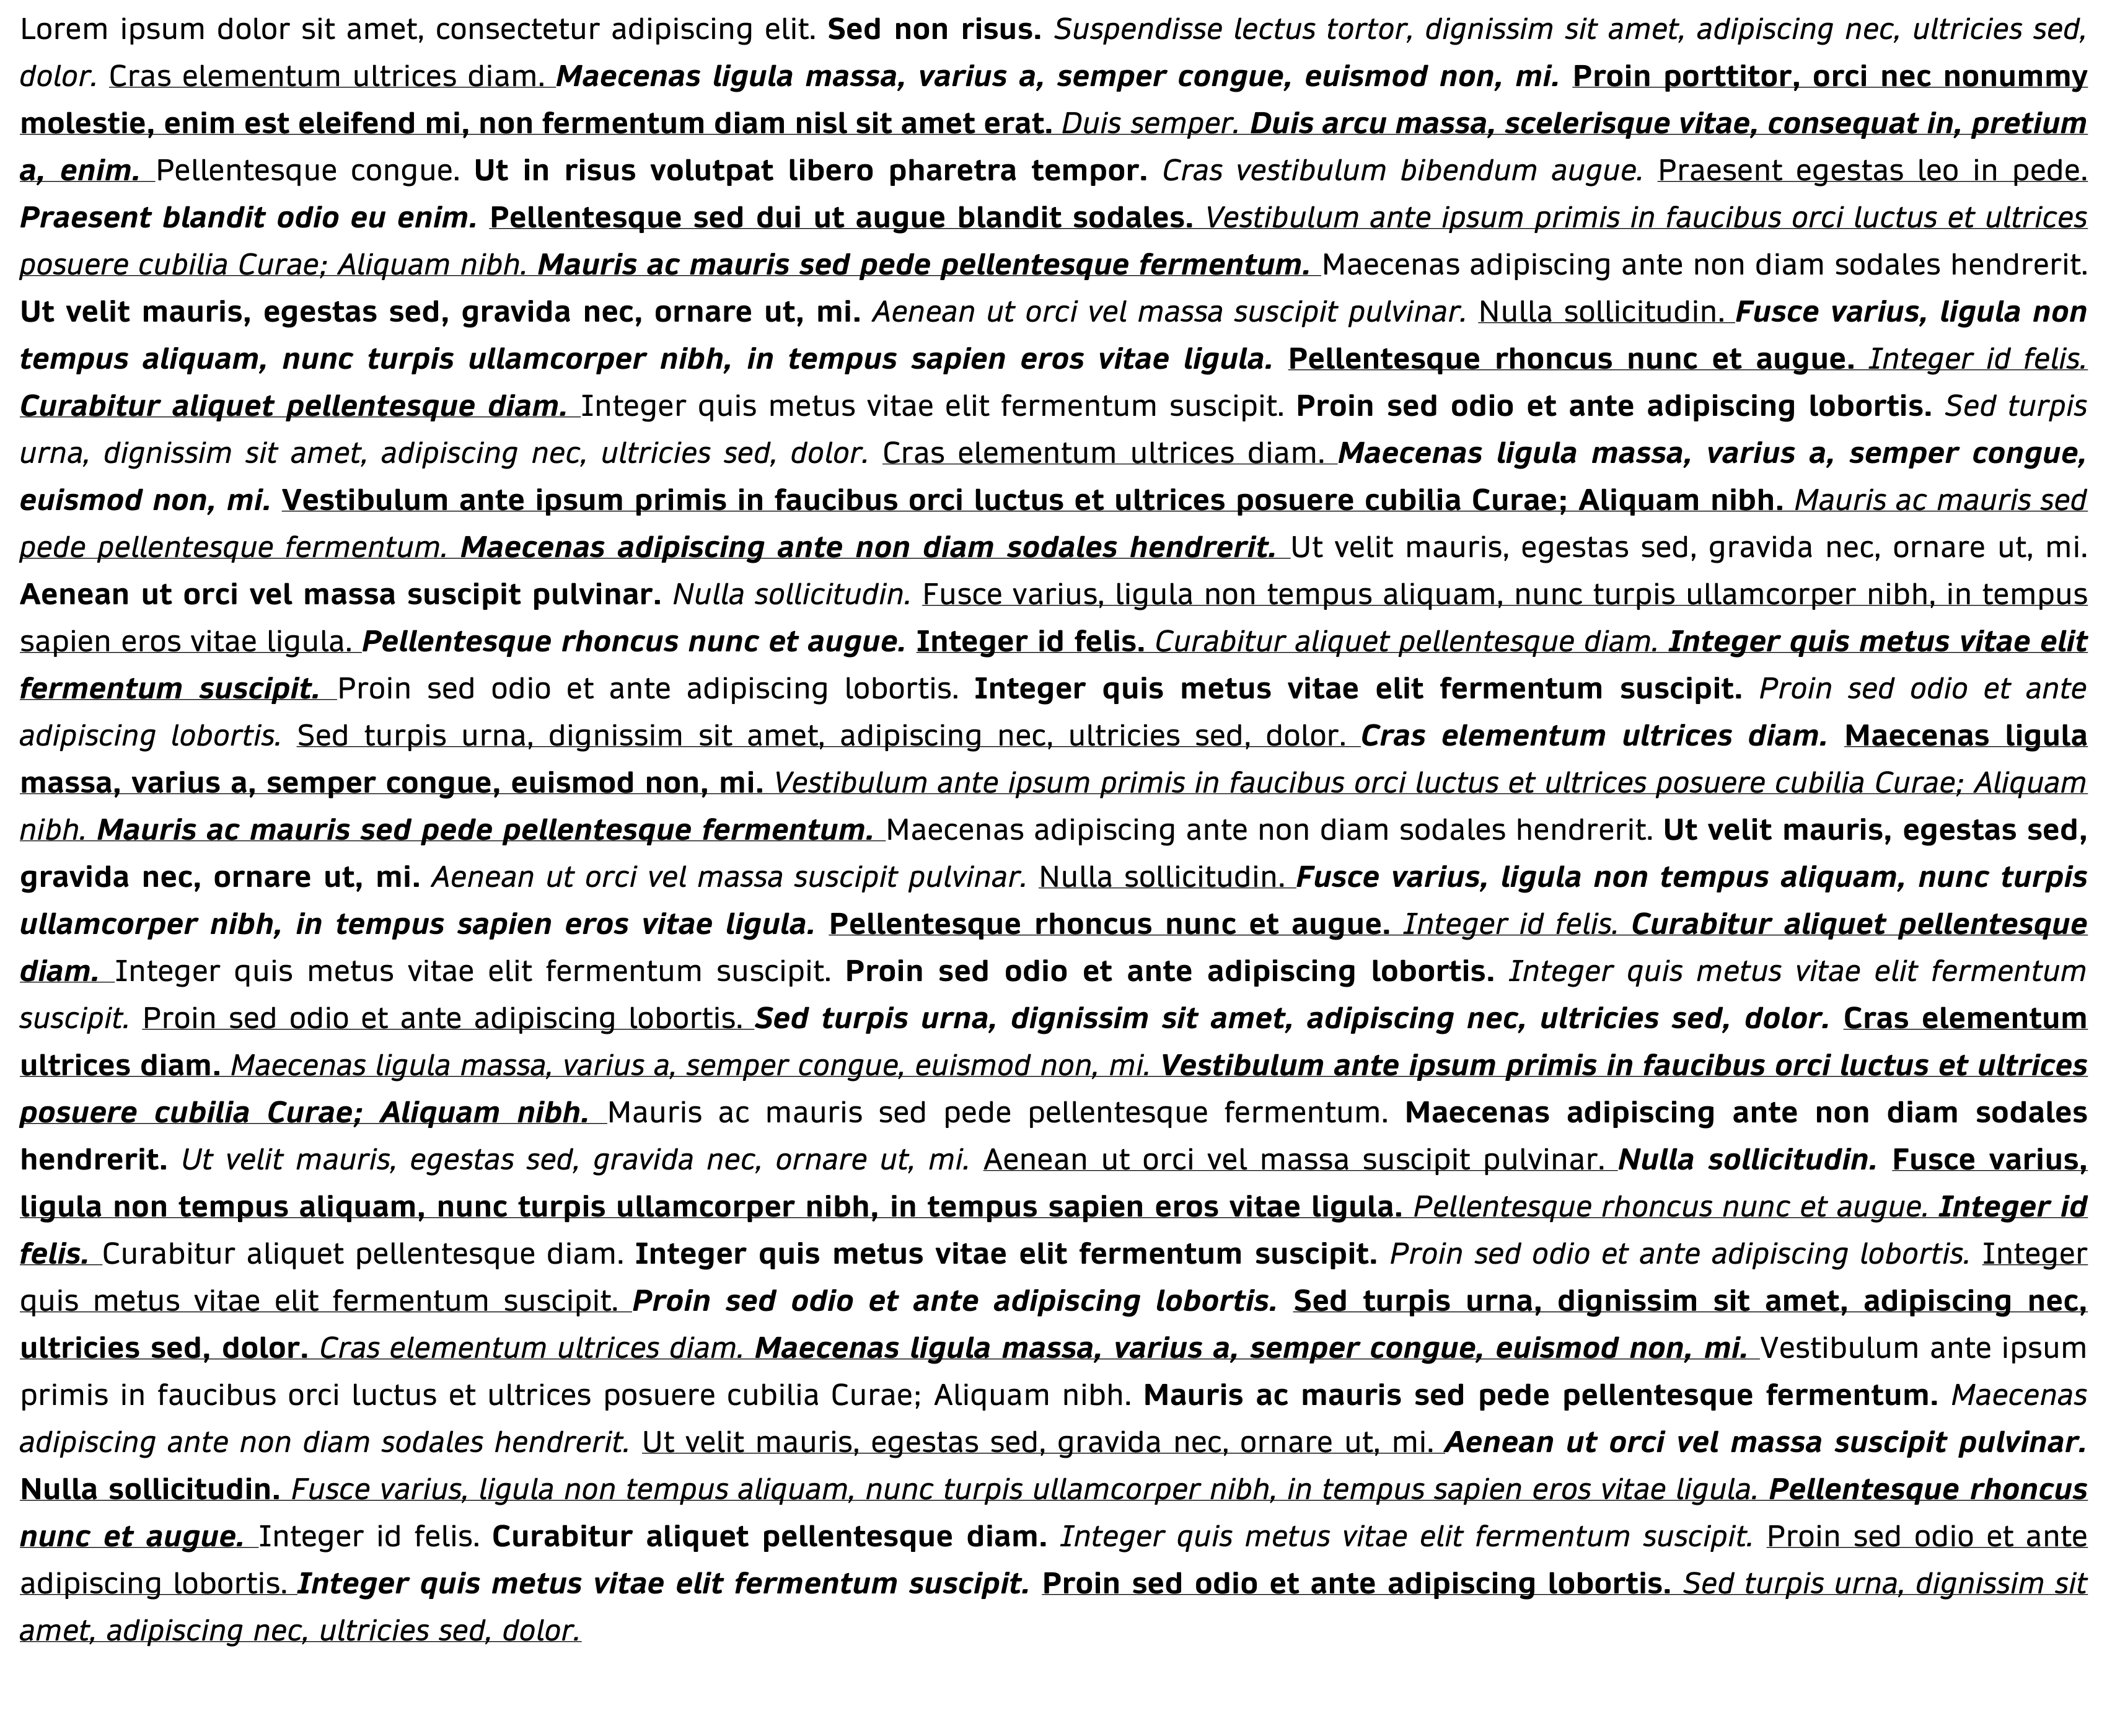 Lorem ipsum dolor sit amet, consectetur adipiscing elit. Sed non risus. Suspendisse lectus tortor, dignissim sit amet, adipiscing nec, ultricies sed,
dolor. Cras elementum ultrices diam. Maecenas ligula massa, varius a, semper congue, euismod non, mi. Proin porttitor, orci nec nonummy
molestie, enim est eleifend mi, non fermentum diam nisl sit amet erat. Duis semper. Duis arcu massa, scelerisque vitae, consequat in, pretium
a, enim. Pellentesque congue. Ut in risus volutpat libero pharetra tempor. Cras vestibulum bibendum augue. Praesent egestas leo in pede.
Praesent blandit odio eu enim. Pellentesque sed dui ut augue blandit sodales. Vestibulum ante ipsum primis in faucibus orci luctus et ultrices
posuere cubilia Curae; Aliquam nibh. Mauris ac mauris sed pede pellentesque fermentum. Maecenas adipiscing ante non diam sodales hendrerit.
Ut velit mauris, egestas sed, gravida nec, ornare ut, mi. Aenean ut orci vel massa suscipit pulvinar. Nulla sollicitudin. Fusce varius, ligula non
tempus aliquam, nunc turpis ullamcorper nibh, in tempus sapien eros vitae ligula. Pellentesque rhoncus nunc et augue. Integer id felis.
Curabitur aliquet pellentesque diam. Integer quis metus vitae elit fermentum suscipit. Proin sed odio et ante adipiscing lobortis. Sed turpis
urna, dignissim sit amet, adipiscing nec, ultricies sed, dolor. Cras elementum ultrices diam. Maecenas ligula massa, varius a, semper congue,
euismod non, mi. Vestibulum ante ipsum primis in faucibus orci luctus et ultrices posuere cubilia Curae; Aliquam nibh. Mauris ac mauris sed
pede pellentesque fermentum. Maecenas adipiscing ante non diam sodales hendrerit. Ut velit mauris, egestas sed, gravida nec, ornare ut, mi.
Aenean ut orci vel massa suscipit pulvinar. Nulla sollicitudin. Fusce varius, ligula non tempus aliquam, nunc turpis ullamcorper nibh, in tempus
sapien eros vitae ligula. Pellentesque rhoncus nunc et augue. Integer id felis. Curabitur aliquet pellentesque diam. Integer quis metus vitae elit
fermentum suscipit. Proin sed odio et ante adipiscing lobortis. Integer quis metus vitae elit fermentum suscipit. Proin sed odio et ante
adipiscing lobortis. Sed turpis urna, dignissim sit amet, adipiscing nec, ultricies sed, dolor. Cras elementum ultrices diam. Maecenas ligula
massa, varius a, semper congue, euismod non, mi. Vestibulum ante ipsum primis in faucibus orci luctus et ultrices posuere cubilia Curae; Aliquam
nibh. Mauris ac mauris sed pede pellentesque fermentum. Maecenas adipiscing ante non diam sodales hendrerit. Ut velit mauris, egestas sed,
gravida nec, ornare ut, mi. Aenean ut orci vel massa suscipit pulvinar. Nulla sollicitudin. Fusce varius, ligula non tempus aliquam, nunc turpis
ullamcorper nibh, in tempus sapien eros vitae ligula. Pellentesque rhoncus nunc et augue. Integer id felis. Curabitur aliquet pellentesque
diam. Integer quis metus vitae elit fermentum suscipit. Proin sed odio et ante adipiscing lobortis. Integer quis metus vitae elit fermentum
suscipit. Proin sed odio et ante adipiscing lobortis. Sed turpis urna, dignissim sit amet, adipiscing nec, ultricies sed, dolor. Cras elementum
ultrices diam. Maecenas ligula massa, varius a, semper congue, euismod non, mi. Vestibulum ante ipsum primis in faucibus orci luctus et ultrices
posuere cubilia Curae; Aliquam nibh. Mauris ac mauris sed pede pellentesque fermentum. Maecenas adipiscing ante non diam sodales
hendrerit. Ut velit mauris, egestas sed, gravida nec, ornare ut, mi. Aenean ut orci vel massa suscipit pulvinar. Nulla sollicitudin. Fusce varius,
ligula non tempus aliquam, nunc turpis ullamcorper nibh, in tempus sapien eros vitae ligula. Pellentesque rhoncus nunc et augue. Integer id
felis. Curabitur aliquet pellentesque diam. Integer quis metus vitae elit fermentum suscipit. Proin sed odio et ante adipiscing lobortis. Integer
quis metus vitae elit fermentum suscipit. Proin sed odio et ante adipiscing lobortis. Sed turpis urna, dignissim sit amet, adipiscing nec,
ultricies sed, dolor. Cras elementum ultrices diam. Maecenas ligula massa, varius a, semper congue, euismod non, mi. Vestibulum ante ipsum
primis in faucibus orci luctus et ultrices posuere cubilia Curae; Aliquam nibh. Mauris ac mauris sed pede pellentesque fermentum. Maecenas
adipiscing ante non diam sodales hendrerit. Ut velit mauris, egestas sed, gravida nec, ornare ut, mi. Aenean ut orci vel massa suscipit pulvinar.
Nulla sollicitudin. Fusce varius, ligula non tempus aliquam, nunc turpis ullamcorper nibh, in tempus sapien eros vitae ligula. Pellentesque rhoncus
nunc et augue. Integer id felis. Curabitur aliquet pellentesque diam. Integer quis metus vitae elit fermentum suscipit. Proin sed odio et ante
adipiscing lobortis. Integer quis metus vitae elit fermentum suscipit. Proin sed odio et ante adipiscing lobortis. Sed turpis urna, dignissim sit
amet, adipiscing nec, ultricies sed, dolor.